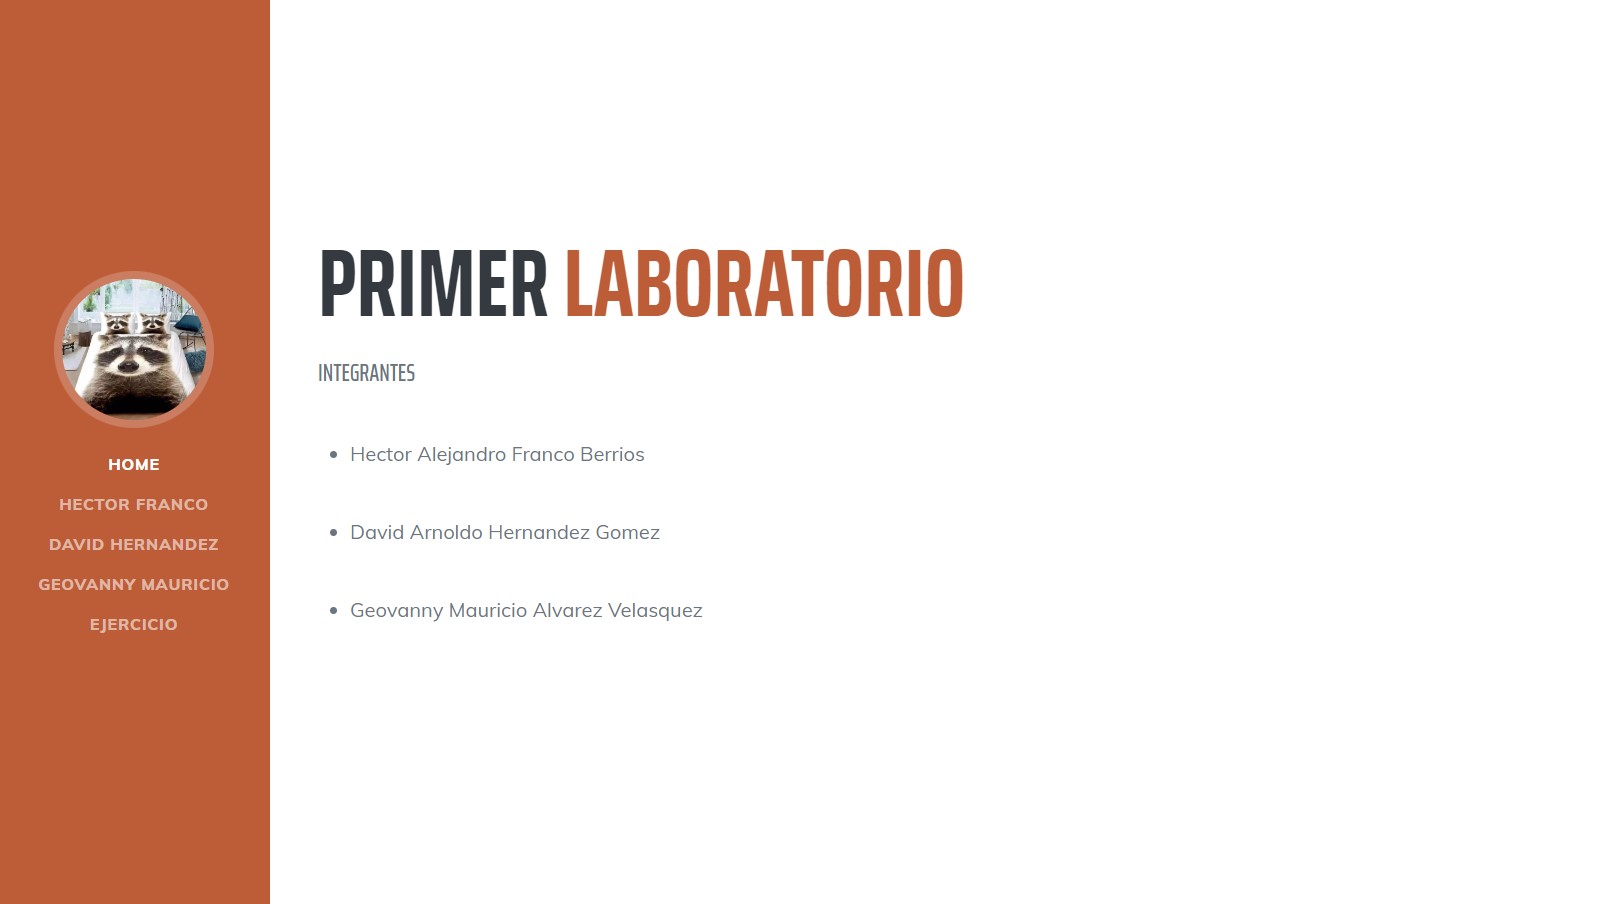 HOME
HECTOR FRANCO
DAVID HERNANDEZ
GEOVANNY MAURICIO
EJERCICIO
PRIMER LABORATORIO
INTEGRANTES
Hector Alejandro Franco Berrios
David Arnoldo Hernandez Gomez
Geovanny Mauricio Alvarez Velasquez